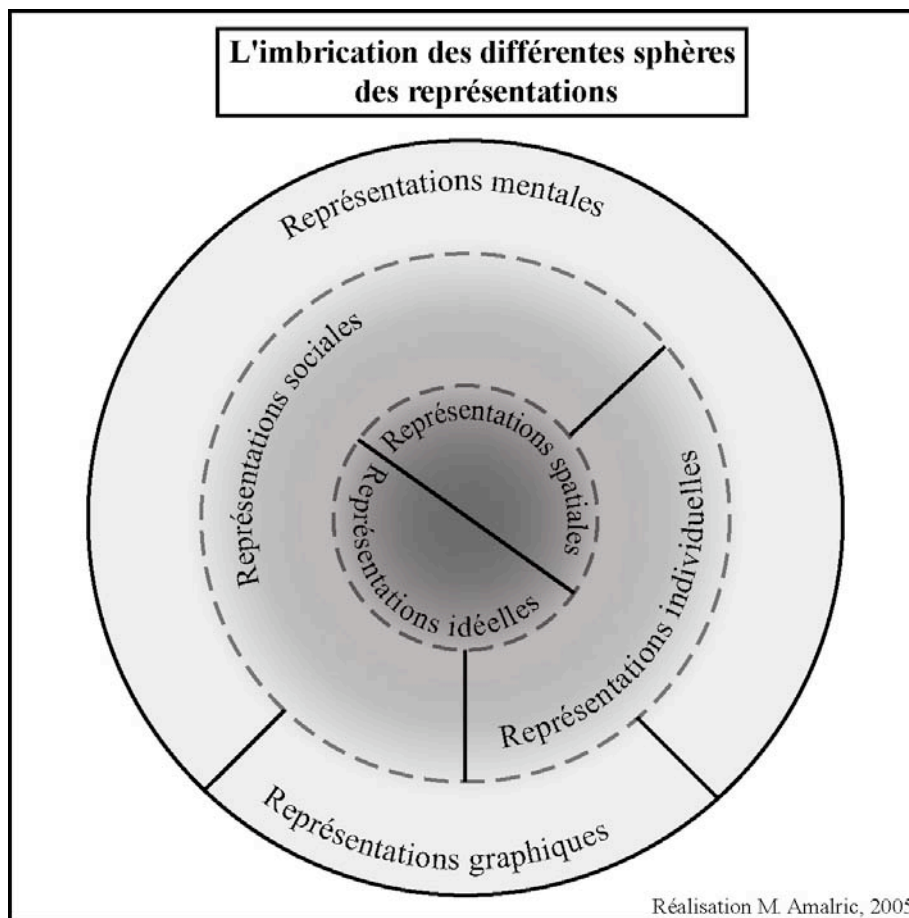 L'imbrication des différentes sphères
des représentations
Représentations mentales
Représentations sociales
Représentations spatiales
Représentations idéelles
Représentations individuelles
Représentations graphiques
Réalisation M. Amalric, 2005